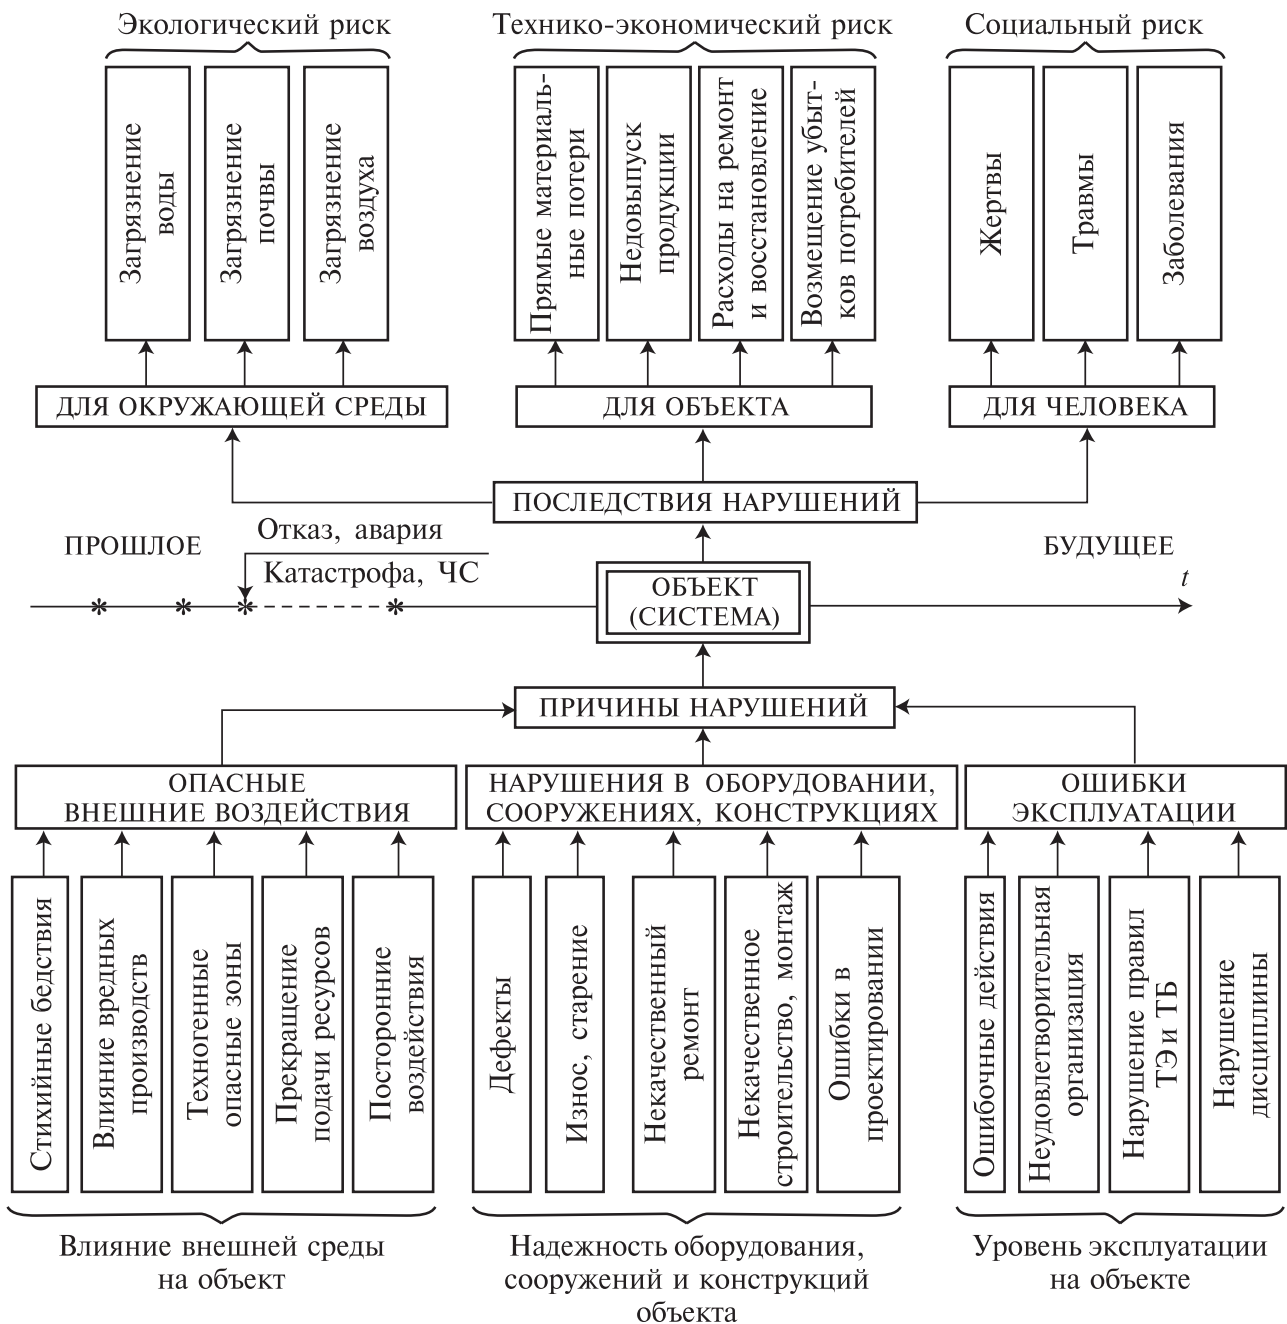 Экологический риск
Технико-экономический риск
Социальный риск
Загрязнение
воды
Загрязнение
почвы
Загрязнение
воздуха
Прямые материаль-
ные потери
Недовыпуск
продукции
Расходы на ремонт
и восстановление
Возмещение убыт-
ков потребителей
Жертвы
Травмы
Заболевания
ДЛЯ ОКРУЖАЮЩЕЙ СРЕДЫ
ДЛЯ ОБЪЕКТА
ДЛЯ ЧЕЛОВЕКА
ПОСЛЕДСТВИЯ НАРУШЕНИЙ
ПРОШЛОЕ
Отказ, авария
Катастрофа, ЧС
БУДУЩЕЕ
t
ОБЪЕКТ
(СИСТЕМА)
ПРИЧИНЫ НАРУШЕНИЙ
ОПАСНЫЕ
ВНЕШНИЕ ВОЗДЕЙСТВИЯ
НАРУШЕНИЯ В ОБОРУДОВАНИИ,
СООРУЖЕНИЯХ, КОНСТРУКЦИЯХ
ОШИБКИ
ЭКСПЛУАТАЦИИ
Стихийные бедствия
Влияние вредных
производств
Техногенные
опасные зоны
Прекращение
подачи ресурсов
Посторонние
воздействия
Дефекты
Износ, старение
Некачественный
ремонт
Некачественное
строительство, монтаж
Ошибки в
проектировании
Ошибочные действия
Неудовлетворительная
организация
Нарушение правил
ТЭ и ТБ
Нарушение
дисциплины
Влияние внешней среды
на объект
Надежность оборудования,
сооружений и конструкций
объекта
Уровень эксплуатации
на объекте